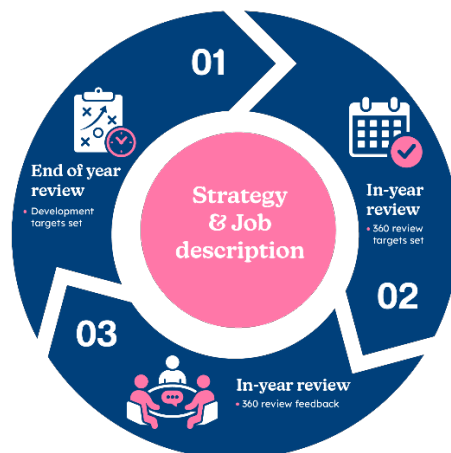 01
End of year
review
• Development
targets set
Strategy
& Job
description
In-year
review
• 360 review
targets set
02
03
In-year review
• 360 review feedback